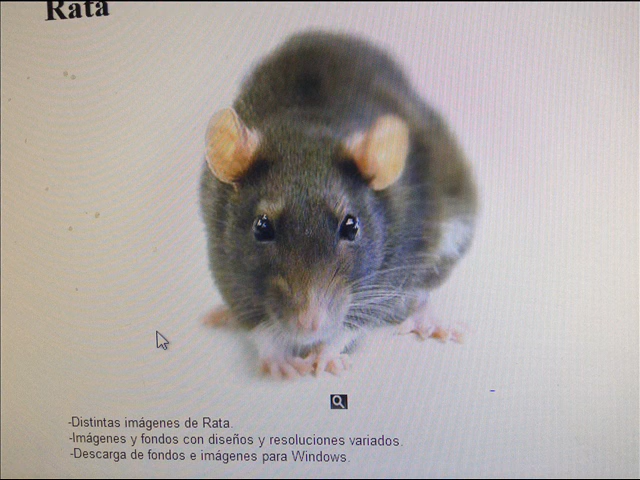 Rata
-Distintas imágenes de Rata.
-Imágenes y fondos con diseños y resoluciones variados.
-Descarga de fondos e imágenes para Windows.